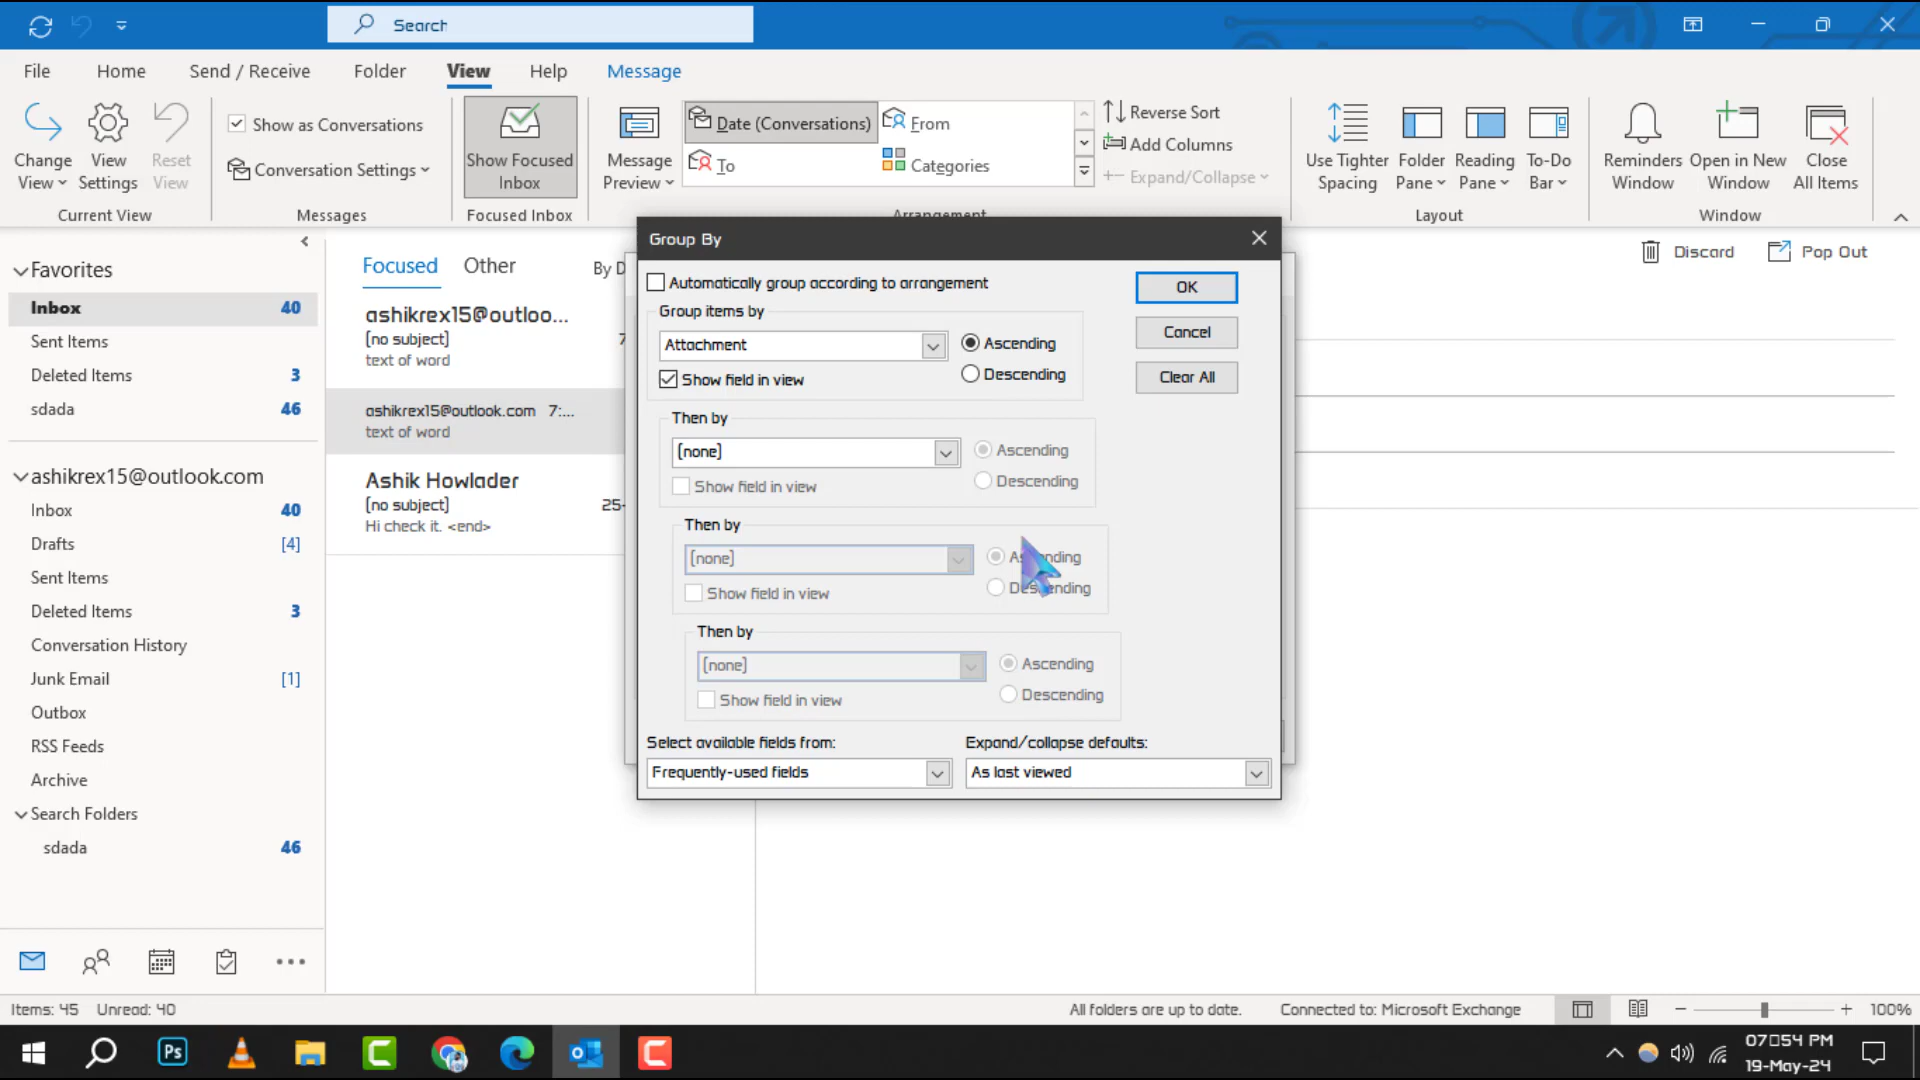 Search
File
Home
Send / Receive
Folder
View
Help
Message
Change View
View Settings
Reset View
Current View
Show as Conversations
Conversation Settings
Messages
Show Focused Inbox
Focused Inbox
Message Preview
Date (Conversations)
From
To
Categories
Reverse Sort
Add Columns
Expand/Collapse
Arrangement
Use Tighter Spacing
Folder Pane
Reading Pane
To-Do Bar
Layout
Reminders Window
Open in New Window
Close All Items
Window
Favorites
Inbox 40
Sent Items
Deleted Items 3
sdada 46
ashikrex15@outlook.com
Inbox 40
Drafts [4]
Sent Items
Deleted Items 3
Conversation History
Junk Email [1]
Outbox
RSS Feeds
Archive
Search Folders
sdada 46
Focused
Other
By D
ashikrex15@outloo...
[no subject] 7
text of word
ashikrex15@outlook.com 7:...
text of word
Ashik Howlader
[no subject] 25-
Hi check it. <end>
Discard
Pop Out
Group By
Automatically group according to arrangement
OK
Cancel
Clear All
Group items by
Attachment
Ascending
Show field in view
Descending
Then by
(none)
Ascending
Show field in view
Descending
Then by
(none)
Ascending
Show field in view
Descending
Then by
(none)
Ascending
Show field in view
Descending
Select available fields from:
Frequently-used fields
Expand/collapse defaults:
As last viewed
Items: 45 Unread: 40
All folders are up to date.
Connected to: Microsoft Exchange
100%
Ps
07□54 PM
19-May-24